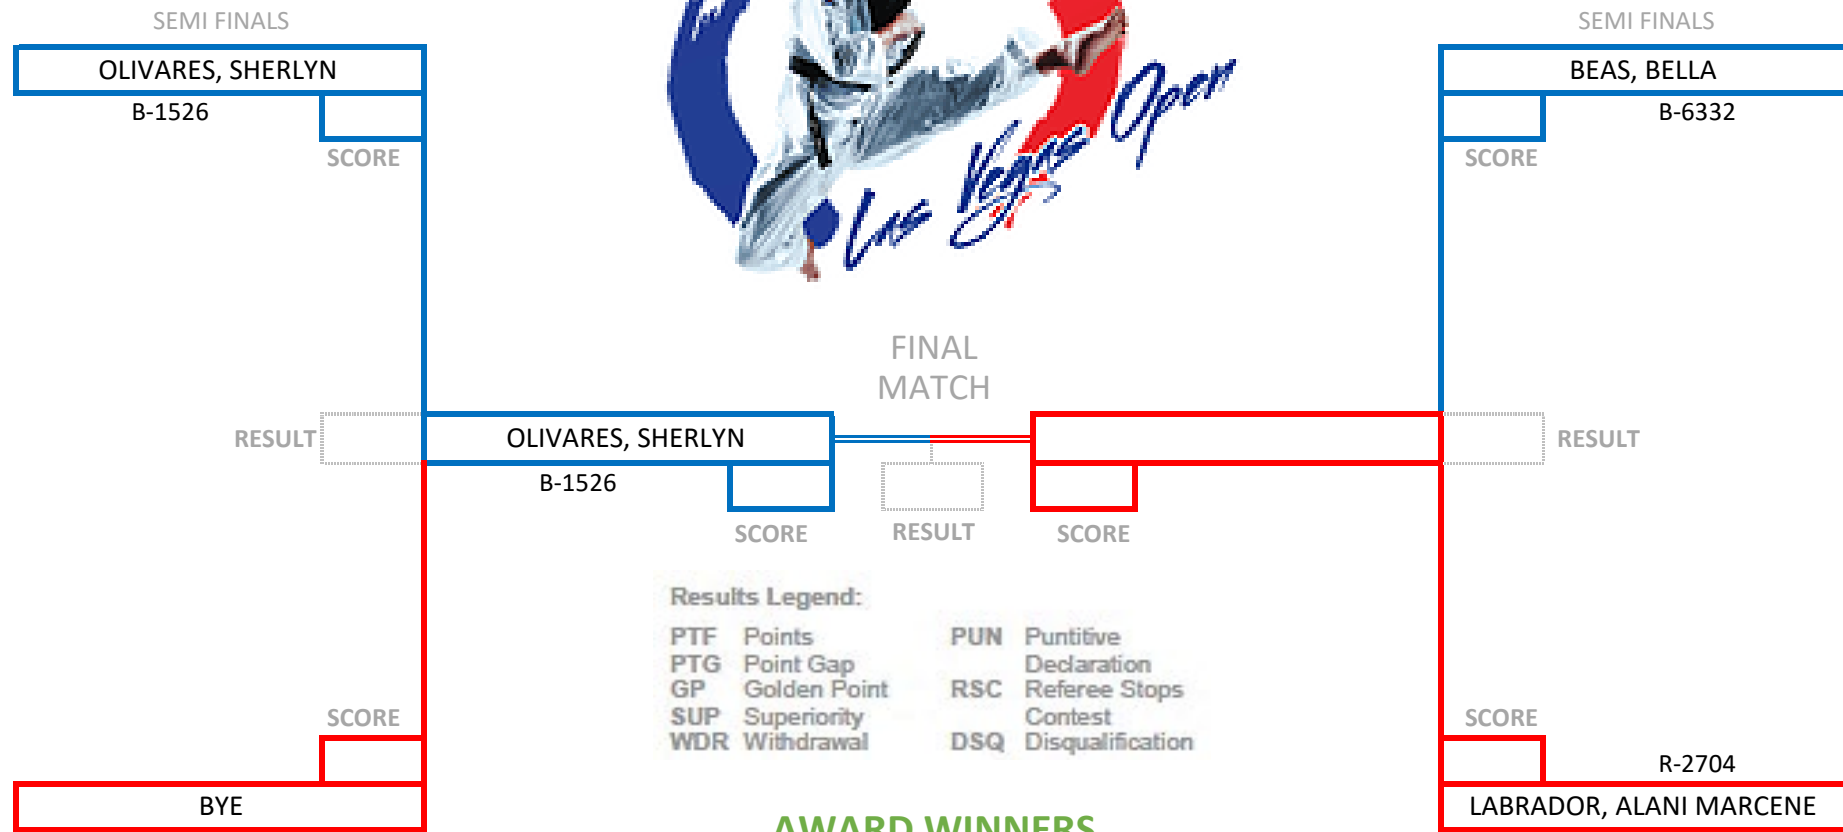 SEMI FINALS
SEMI FINALS
OLIVARES, SHERLYN
BEAS, BELLA
B-1526
B-6332
SCORE
SCORE
Las Vegas Open
FINAL
MATCH
RESULT
OLIVARES, SHERLYN
RESULT
B-1526
SCORE
RESULT
SCORE
Results Legend:
PTF Points
PTG Point Gap
GP Golden Point
SUP Superiority
WDR Withdrawal
PUN Puntitive
Declaration
RSC Referee Stops
Contest
DSQ Disqualification
SCORE
SCORE
R-2704
BYE
LABRADOR, ALANI MARCENE
AWARD WINNERS